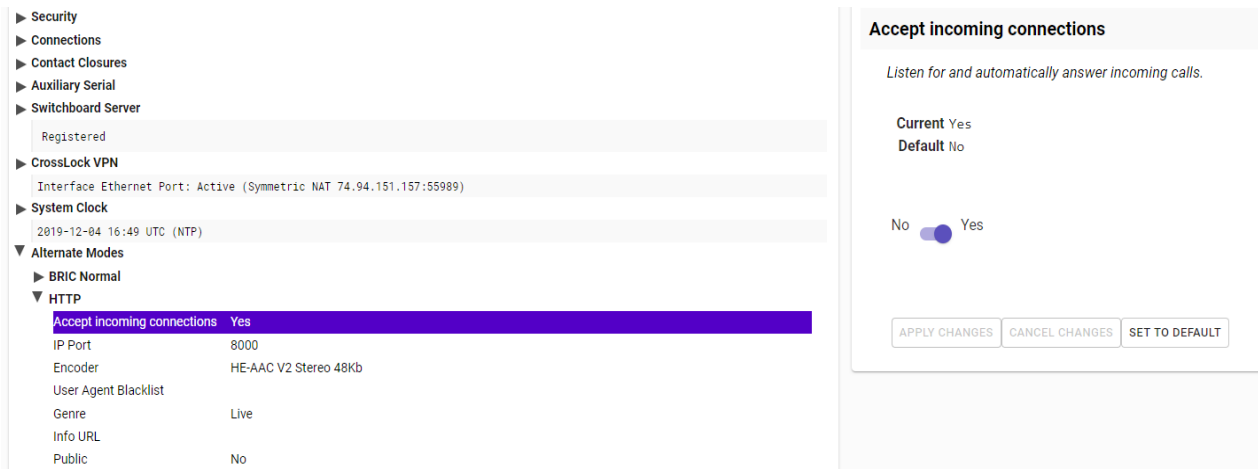 Security
Connections
Contact Closures
Auxiliary Serial
Switchboard Server
Registered
CrossLock VPN
Interface Ethernet Port: Active (Symmetric NAT 74.94.151.157:55989)
System Clock
2019-12-04 16:49 UTC (NTP)
Alternate Modes
BRIC Normal
HTTP
Accept incoming connections Yes
IP Port 8000
Encoder HE-AAC V2 Stereo 48Kb
User Agent Blacklist
Genre Live
Info URL
Public No
Accept incoming connections
Listen for and automatically answer incoming calls.
Current Yes
Default No
No Yes
APPLY CHANGES CANCEL CHANGES SET TO DEFAULT